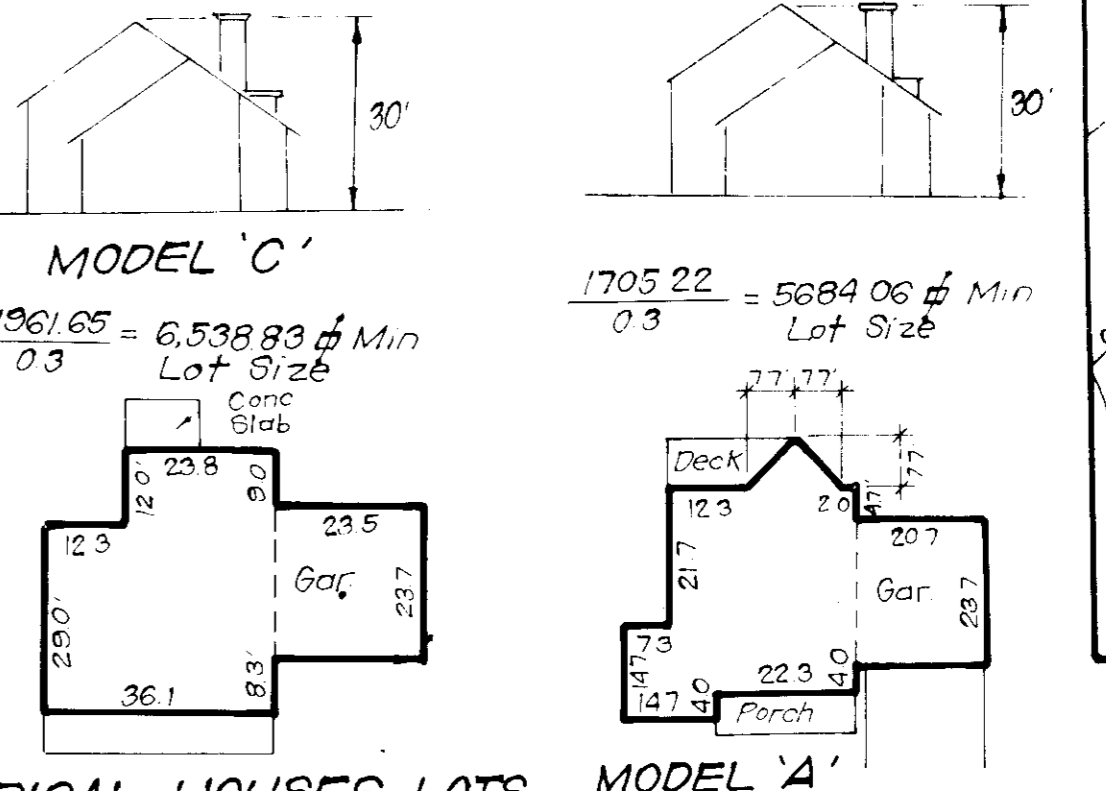 30'
MODEL 'C'
1961.65
0.3
= 6,538.83 Min
Lot Size
Conc
Slab
23.8
12.0'
9.0
12.3
23.5
Gar.
23.7
29.0'
36.1
8.3'
30'
1705 22
0.3
= 5684 06 Min
Lot Size
7.7' 7.7'
7.7'
Deck
12.3
2.0
4.7'
20.7
21.7
Gar.
23.7
7.3
14.7
14.7
4.0
22.3
4.0
Porch
HOUSES LOTS
MODEL 'A'